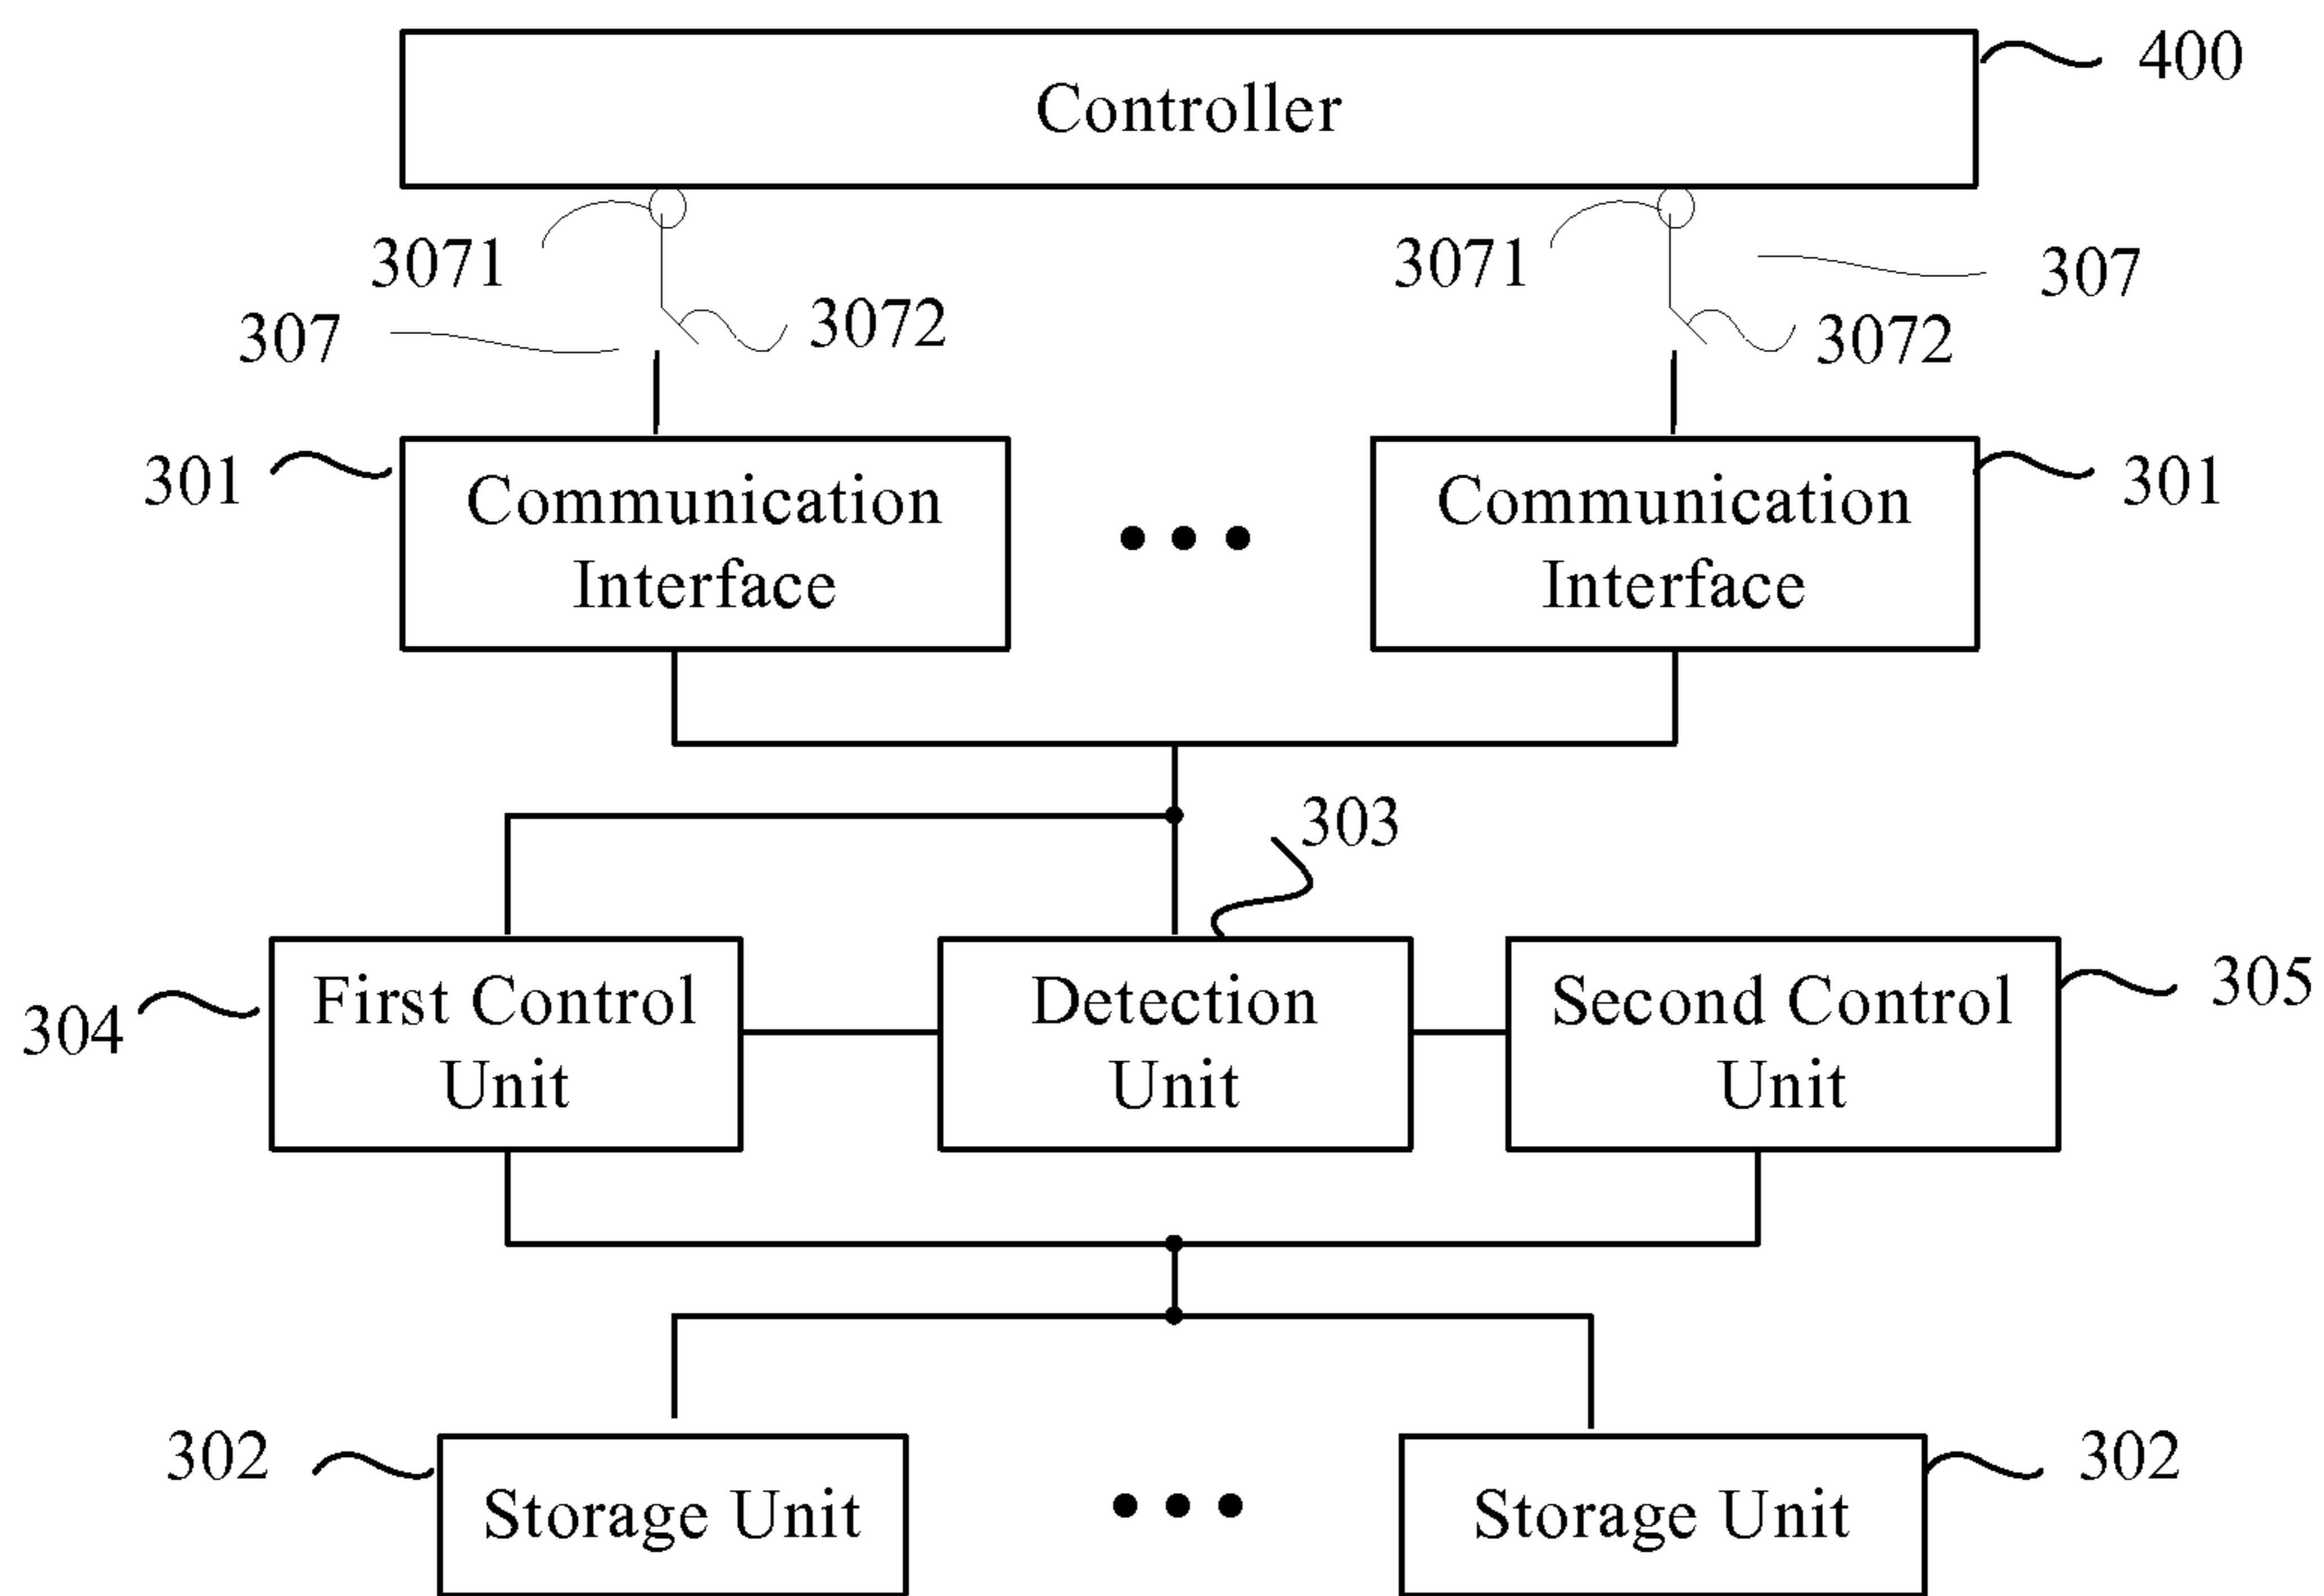 Controller
400
3071
3072
307
3071
307
3072
301
Communication
Interface
Communication
Interface
301
303
304
First Control
Unit
Detection
Unit
Second Control
Unit
305
302
Storage Unit
Storage Unit
302